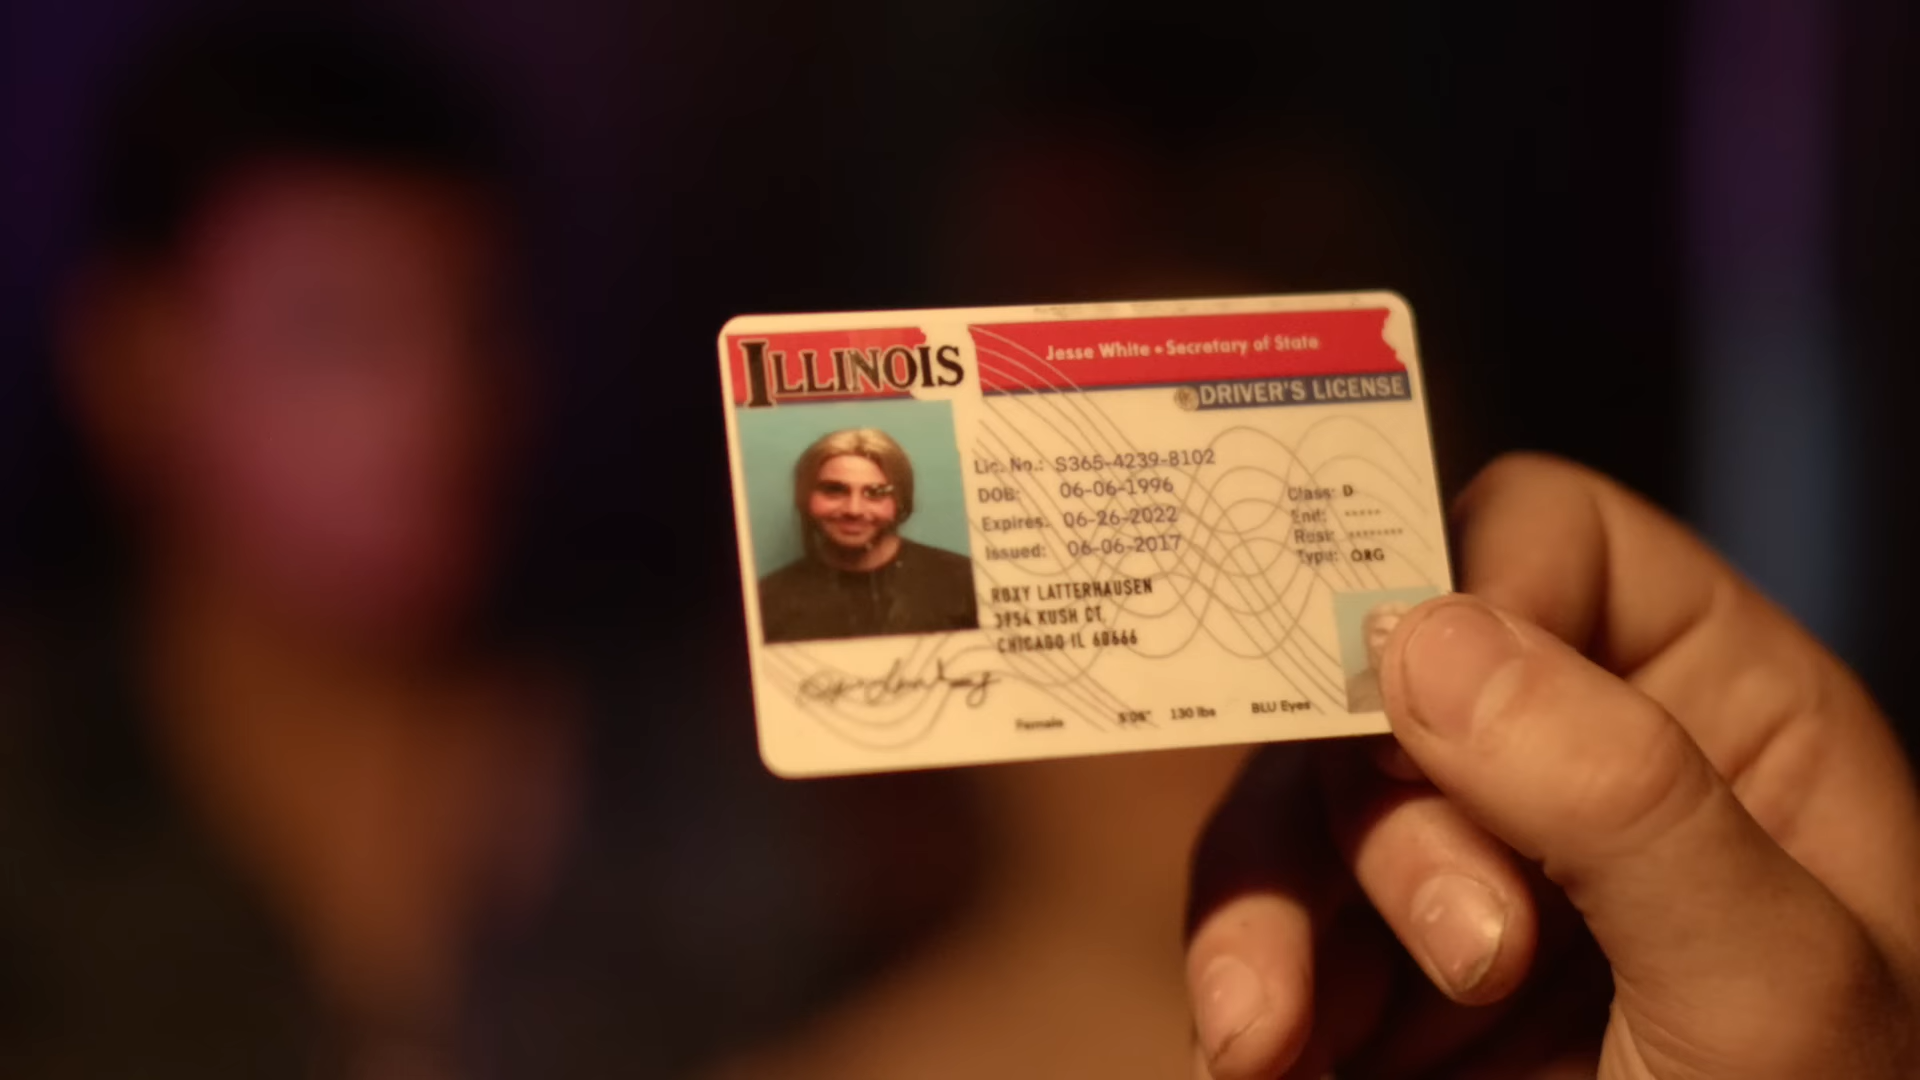 ILLINOIS
Jesse White • Secretary of State
DRIVER'S LICENSE
Lic. No.: S365-4239-8102
DOB: 06-06-1996
Expires: 06-26-2022
Issued: 06-06-2017
Class: D
End: *****
Rest: ********
Type: ORG
ROXY LATTERHAUSEN
3754 KUSH CT.
CHICAGO IL 60666
Female 5'06" 130 lbs BLU Eyes